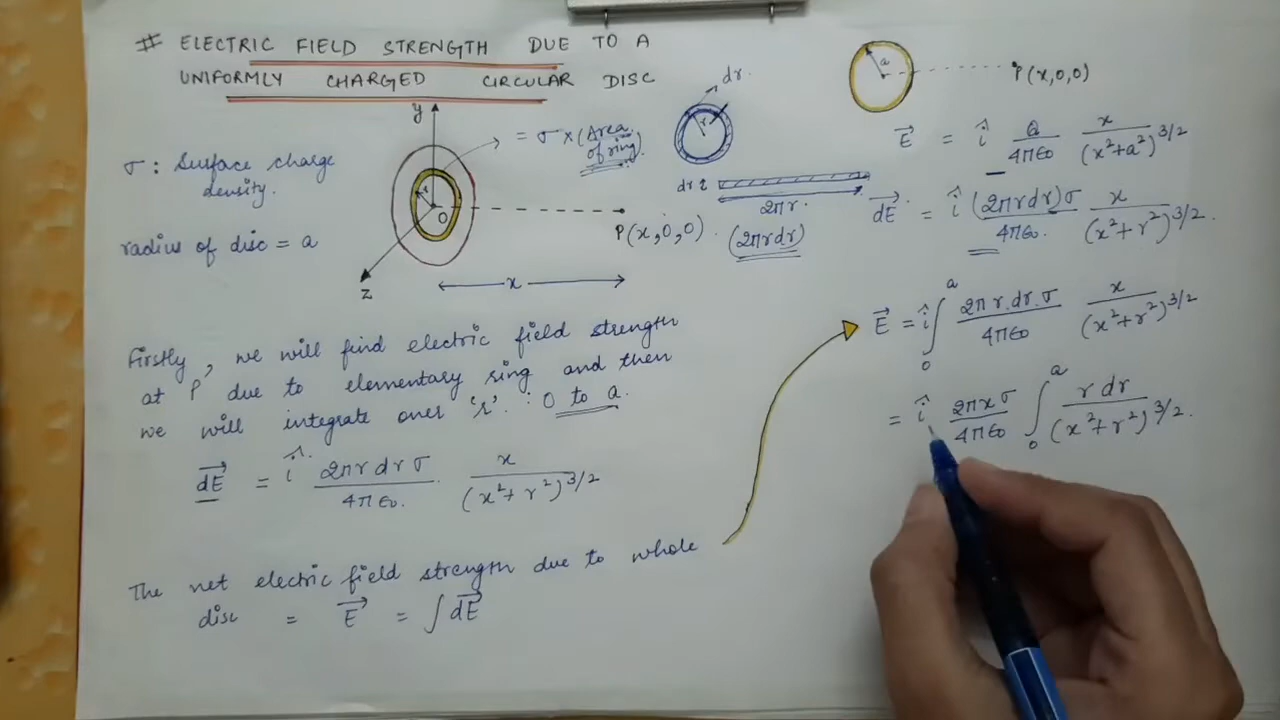 # ELECTRIC FIELD STRENGTH DUE TO A
UNIFORMLY CHARGED CIRCULAR DISC
σ : Surface charge
density.
radius of disc = a
y
r
O
z
x
P(x,0,0).
= σ×(Area
of ring).
dr.
r
dr
2πr.
(2πrdr)
a
P(x,0,0)
E⃗ = î Q/4πε₀ x/(x²+a²)^3/2
dE⃗ = î (2πrdr)σ/4πε₀. x/(x²+r²)^3/2.
Firstly, we will find electric field strength
at P due to elementary ring and then
we will integrate over 'r'. : 0 to a.
dE⃗ = î 2πrdrσ/4πε₀. x/(x²+r²)^3/2
The net electric field strength due to whole
disc = E⃗ = ∫dE⃗
E⃗ = î ∫₀^a 2πr.dr.σ/4πε₀ x/(x²+r²)^3/2
= î 2πxσ/4πε₀ ∫₀^a rdr/(x²+r²)^3/2.